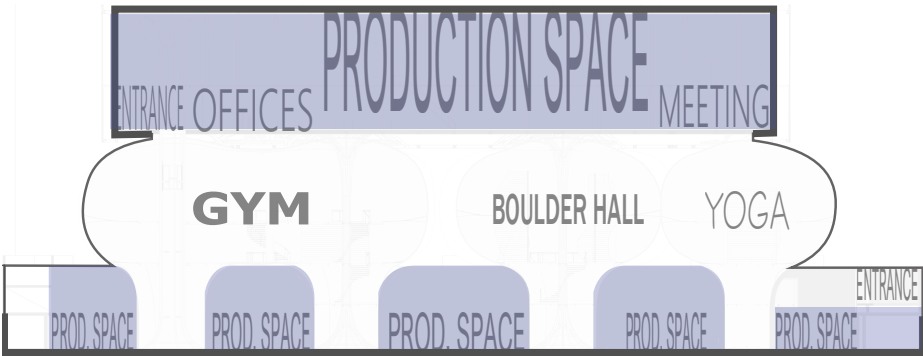 PRODUCTION SPACE
ENTRANCE OFFICES MEETING
GYM BOULDER HALL YOGA
ENTRANCE
PROD. SPACE PROD. SPACE PROD. SPACE PROD. SPACE PROD. SPACE